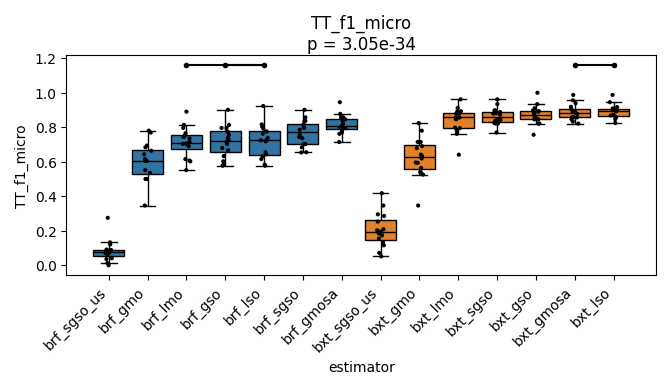 TT_f1_micro
p = 3.05e-34
TT_f1_micro
1.2
1.0
0.8
0.6
0.4
0.2
0.0
brf_sgso_us
brf_gmo
brf_lmo
brf_gso
brf_lso
brf_sgso
brf_gmosa
bxt_sgso_us
bxt_gmo
bxt_lmo
bxt_sgso
bxt_gso
bxt_gmosa
bxt_lso
estimator